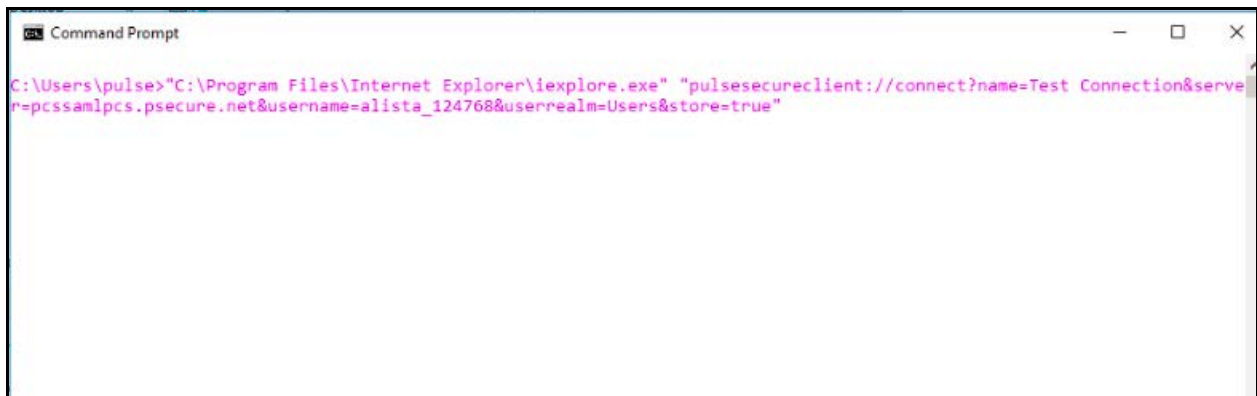 Command Prompt
C:\Users\pulse>"C:\Program Files\Internet Explorer\iexplore.exe" "pulsesecureclient://connect?name=Test Connection&serve
r=pcssamlpcs.psecure.net&username=alista_124768&userrealm=Users&store=true"